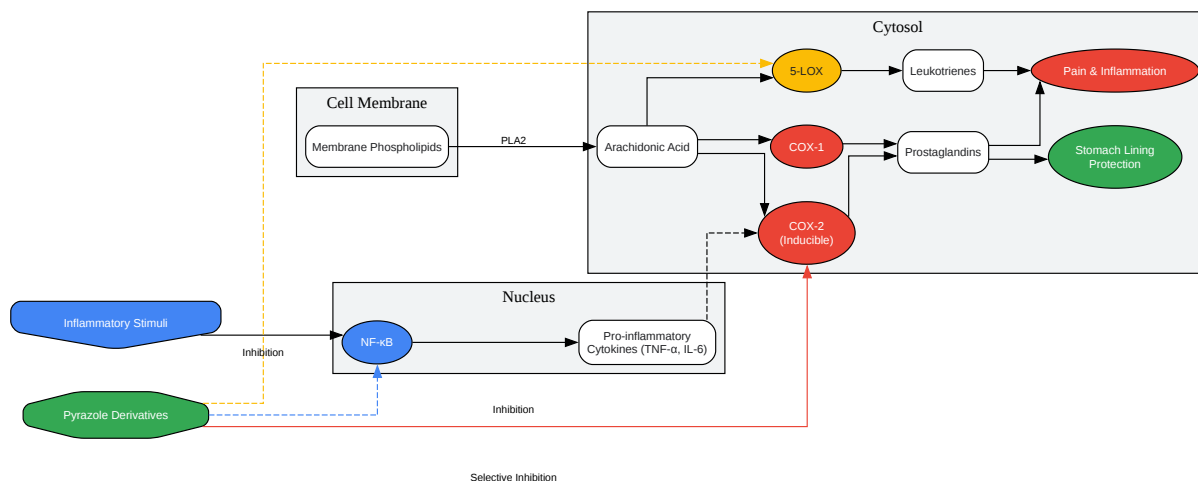 Cytosol
5-LOX
Leukotrienes
Pain & Inflammation
Cell Membrane
Membrane Phospholipids
PLA2
Arachidonic Acid
COX-1
Prostaglandins
Stomach Lining
Protection
COX-2
(Inducible)
Nucleus
Inflammatory Stimuli
Inhibition
NF-κB
Pro-inflammatory
Cytokines (TNF-α, IL-6)
Pyrazole Derivatives
Inhibition
Selective Inhibition